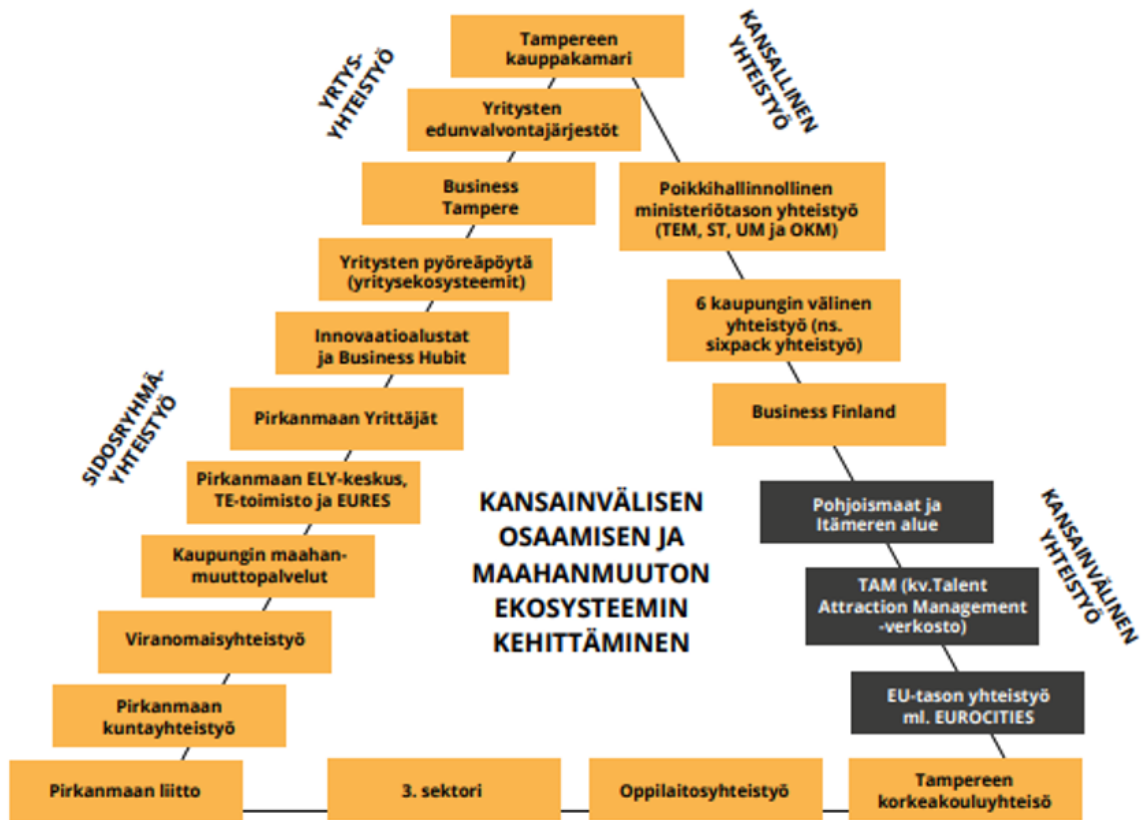 Tampereen
kauppakamari
YRTYS-
YHTEISTYÖ
KANSALLINEN
YHTEISTYÖ
Yritysten
edunvalvontajärjestöt
Business
Tampere
Poikkihallinnollinen
ministeriötason yhteistyö
(TEM, ST, UM ja OKM)
Yritysten pyöreäpöytä
(yritysekosysteemit)
6 kaupungin välinen
yhteistyö (ns.
sixpack yhteistyö)
Innovaatioalustat
ja Business Hubit
SIDOSRYHMÄ-
YHTEISTYÖ
Pirkanmaan Yrittäjät
Business Finland
Pirkanmaan ELY-keskus,
TE-toimisto ja EURES
KANSAINVÄLISEN
OSAAMISEN JA
MAAHANMUUTON
EKOSYSTEEMIN
KEHITTÄMINEN
Pohjoismaat ja
Itämeren alue
KANSAINVÄLINEN
YHTEISTYÖ
Kaupungin maahan-
muuttopalvelut
TAM (kv.Talent
Attraction Management
-verkosto)
Viranomaisyhteistyö
Pirkanmaan
kuntayhteistyö
EU-tason yhteistyö
ml. EUROCITIES
Pirkanmaan liitto
3. sektori
Oppilaitosyhteistyö
Tampereen
korkeakouluyhteisö